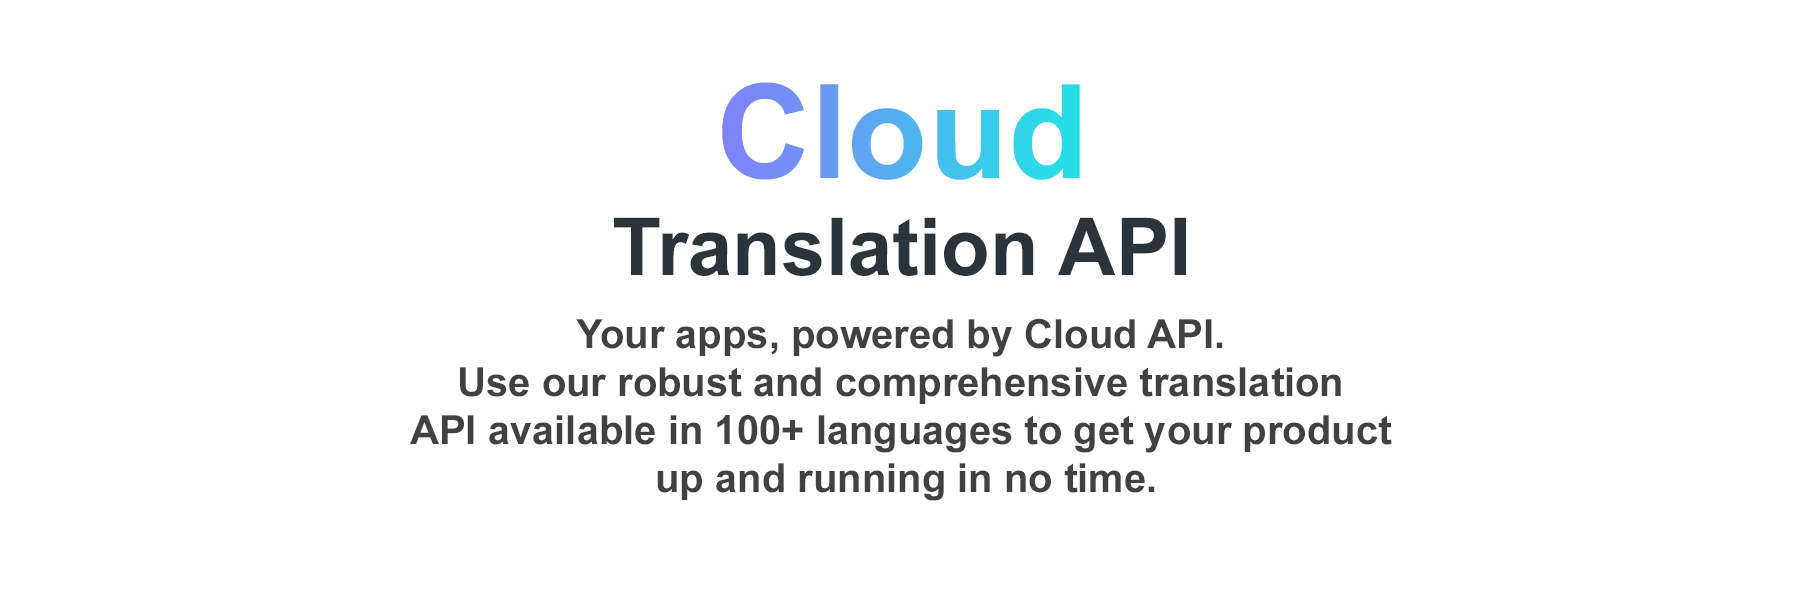 Cloud
Translation API
Your apps, powered by Cloud API.
Use our robust and comprehensive translation
API available in 100+ languages to get your product
up and running in no time.